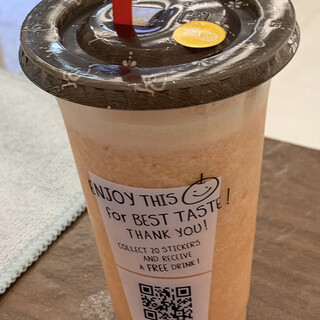 ENJOY THIS
for BEST TASTE!
THANK YOU!
COLLECT 20 STICKERS
AND RECEIVE
A FREE DRINK!